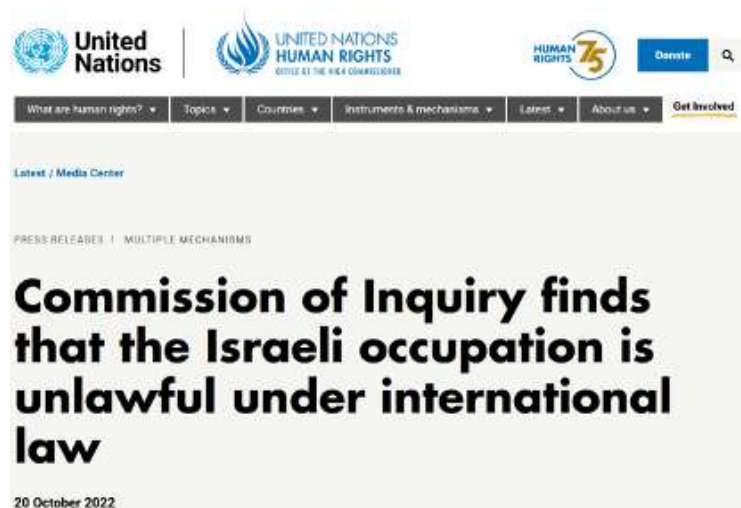 United
Nations
UNITED NATIONS
HUMAN RIGHTS
OFFICE OF THE HIGH COMMISSIONER
HUMAN
RIGHTS
75
Donate
What are human rights?
Topics
Countries
Instruments & mechanisms
Latest
About us
Get Involved
Latest / Media Center
PRESS RELEASES | MULTIPLE MECHANISMS
Commission of Inquiry finds
that the Israeli occupation is
unlawful under international
law
20 October 2022